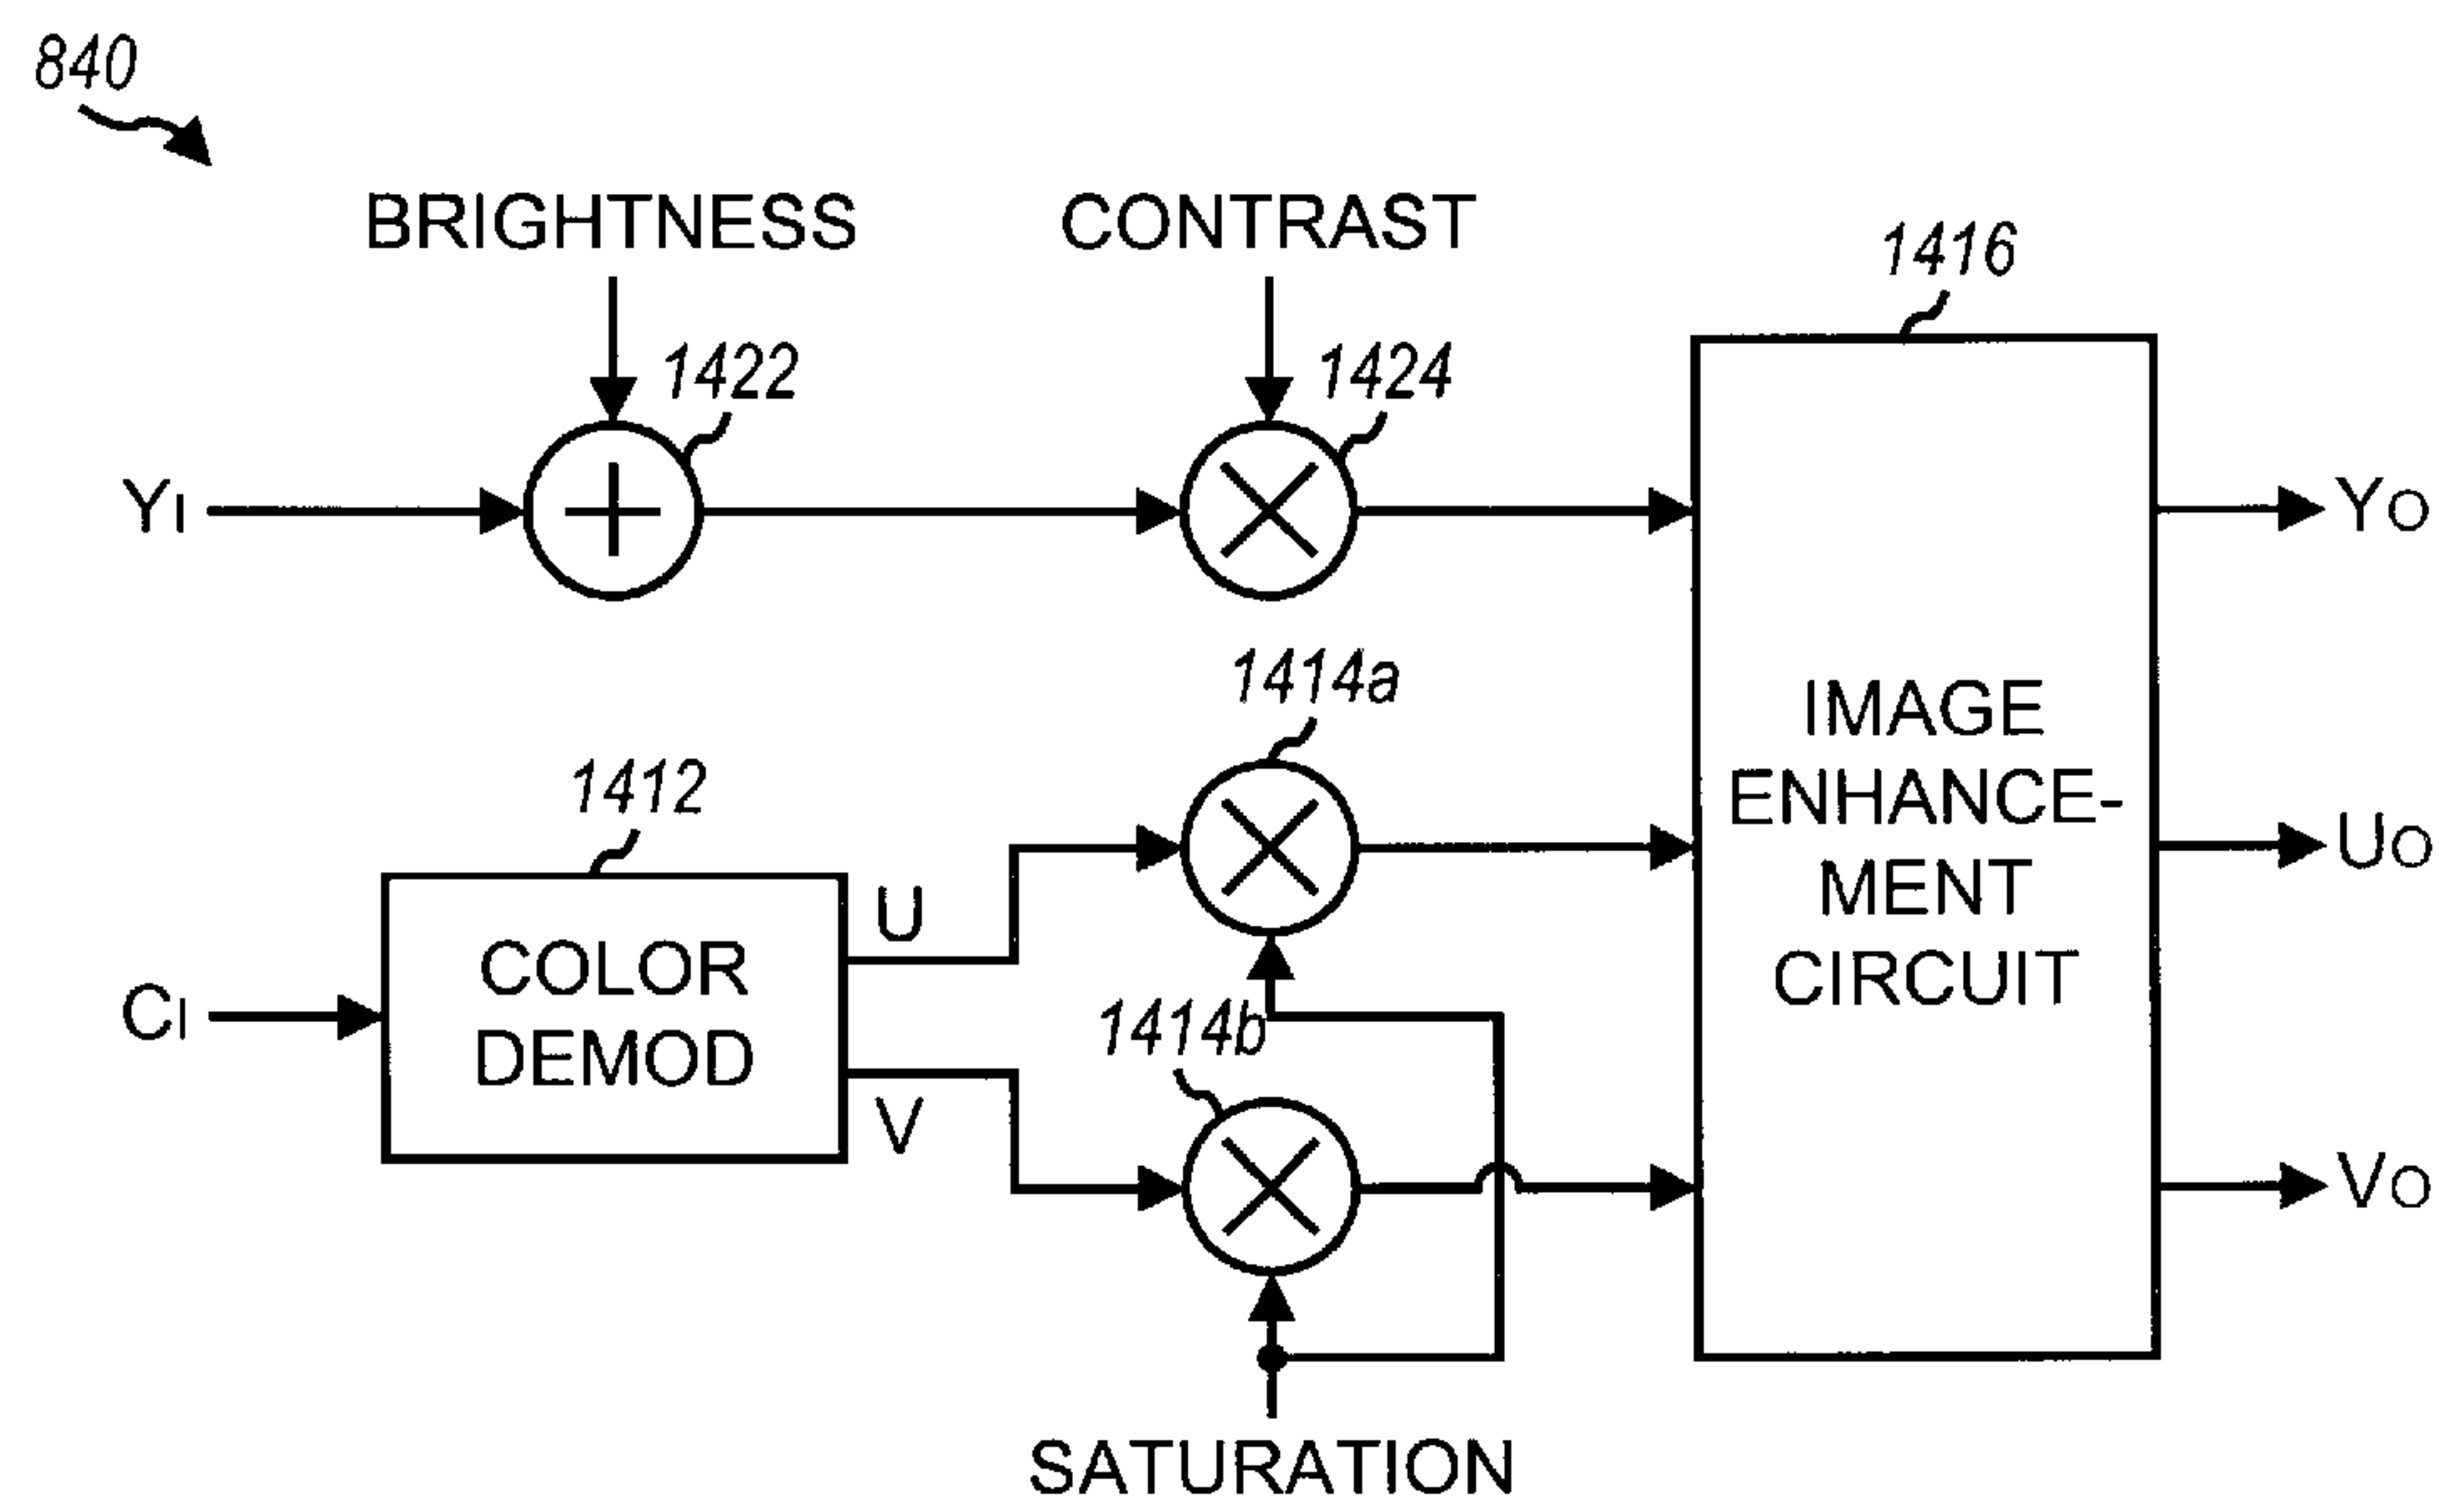 840
BRIGHTNESS
CONTRAST
1416
1422
1424
YI
YO
1414a
IMAGE
ENHANCE-
MENT
CIRCUIT
1412
U
UO
COLOR
DEMOD
CI
1414b
V
VO
SATURATION